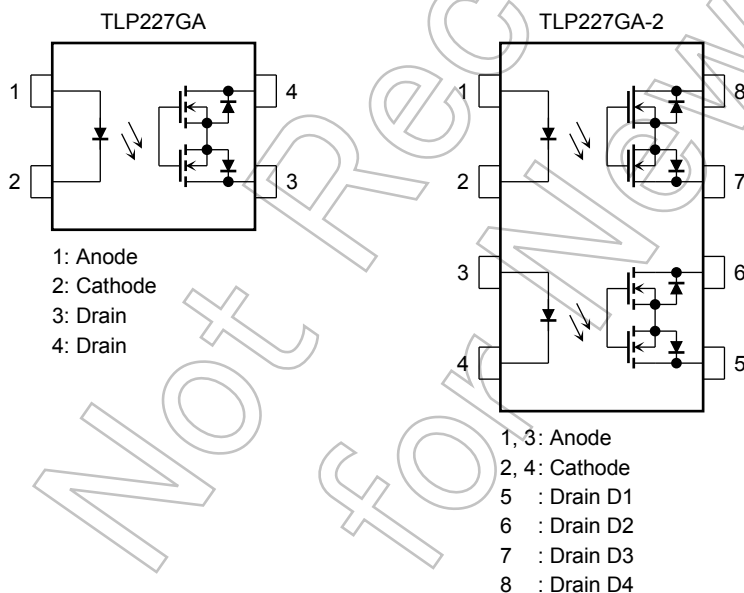 TLP227GA
1
4
2
3
1: Anode
2: Cathode
3: Drain
4: Drain
TLP227GA-2
1
8
2
7
3
6
4
5
1, 3: Anode
2, 4: Cathode
5 : Drain D1
6 : Drain D2
7 : Drain D3
8 : Drain D4
Not Rec
for New